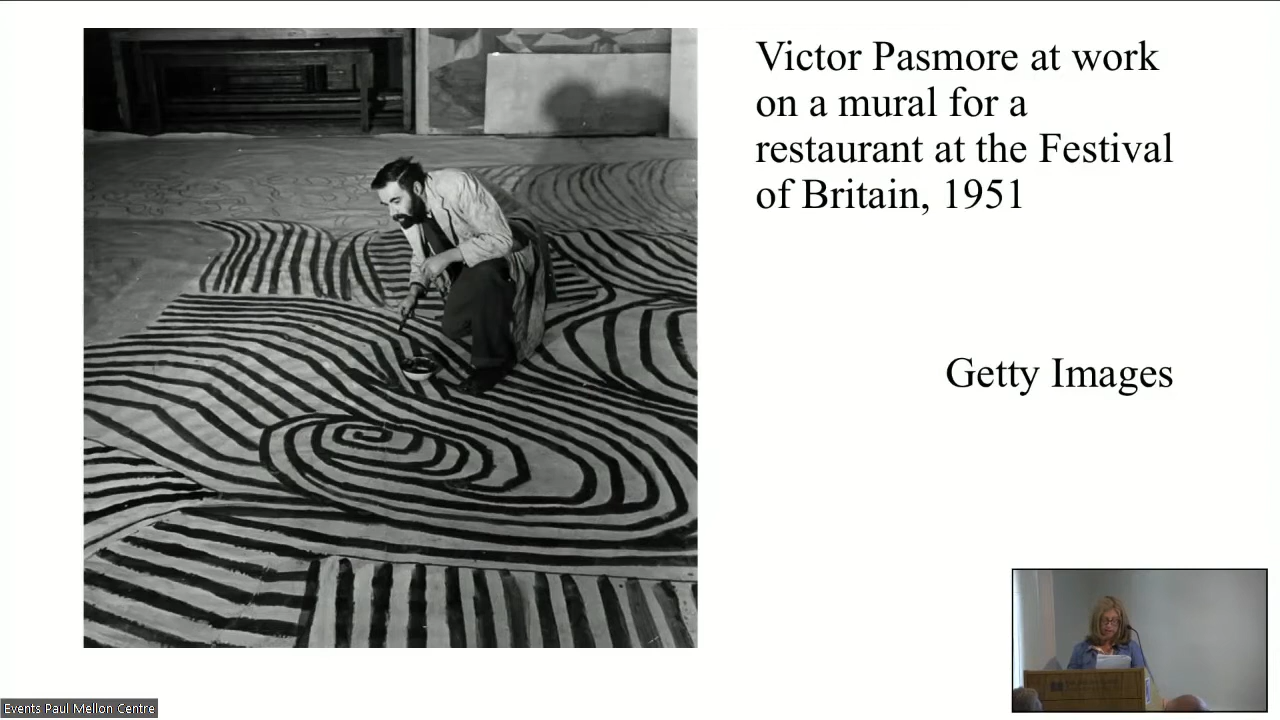 Victor Pasmore at work
on a mural for a
restaurant at the Festival
of Britain, 1951
Getty Images
Events Paul Mellon Centre